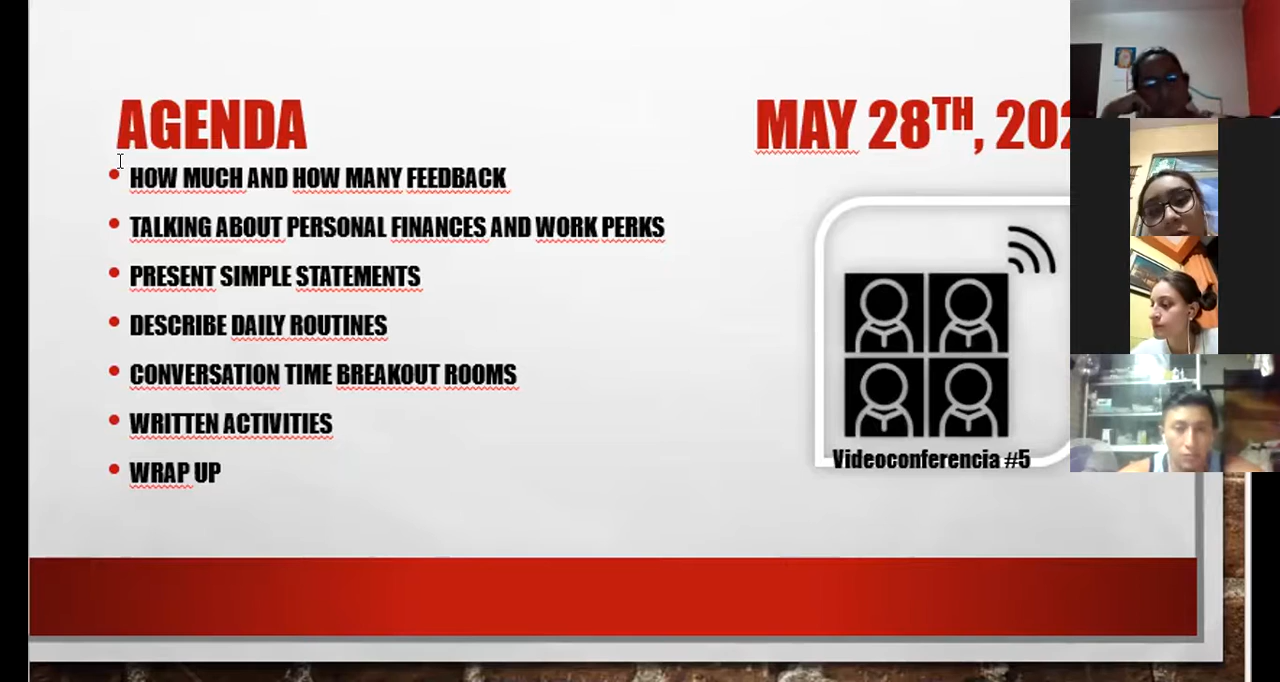 AGENDA
MAY 28TH, 202
HOW MUCH AND HOW MANY FEEDBACK
TALKING ABOUT PERSONAL FINANCES AND WORK PERKS
PRESENT SIMPLE STATEMENTS
DESCRIBE DAILY ROUTINES
CONVERSATION TIME BREAKOUT ROOMS
WRITTEN ACTIVITIES
WRAP UP
Videoconferencia #5